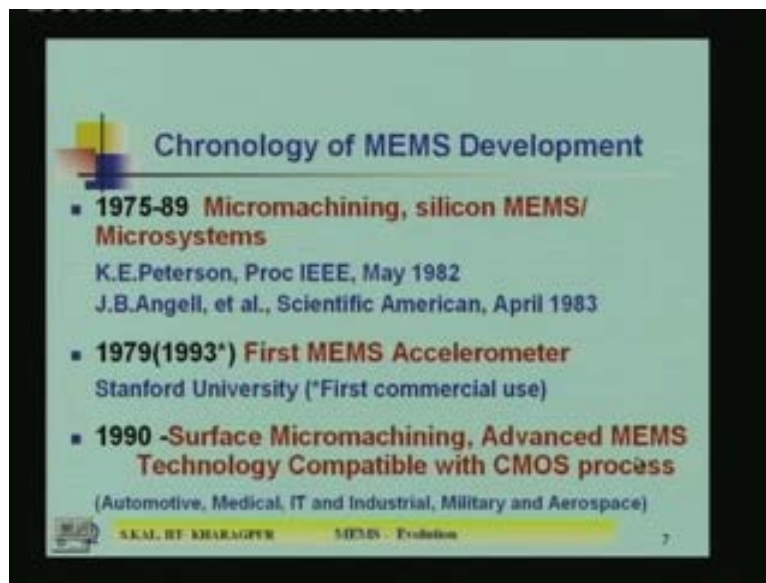 Chronology of MEMS Development
1975-89 Micromachining, silicon MEMS/
Microsystems
K.E.Peterson, Proc IEEE, May 1982
J.B.Angell, et al., Scientific American, April 1983
1979(1993*) First MEMS Accelerometer
Stanford University (*First commercial use)
1990 -Surface Micromachining, Advanced MEMS
Technology Compatible with CMOS process
(Automotive, Medical, IT and Industrial, Military and Aerospace)
S.KAL, IIT- KHARAGPUR MEMS - Evolution 7